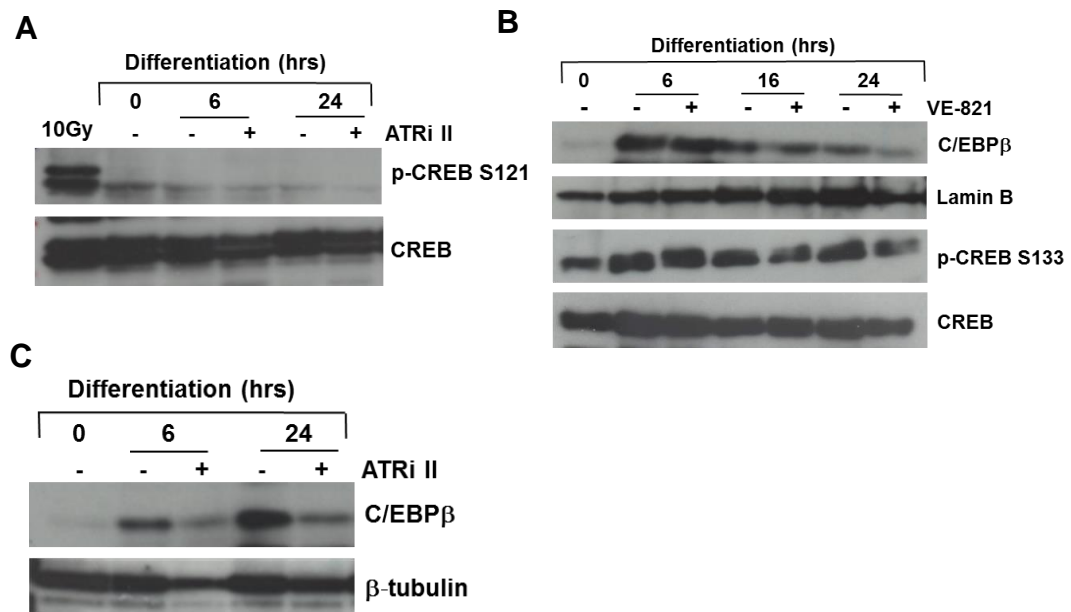 A
Differentiation (hrs)
0 6 24
10Gy - - + - + ATRi II
p-CREB S121
CREB
B
Differentiation (hrs)
0 6 16 24
- - + - + - + VE-821
C/EBPβ
Lamin B
p-CREB S133
CREB
C
Differentiation (hrs)
0 6 24
- - + - + ATRi II
C/EBPβ
β-tubulin